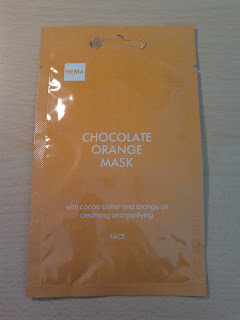 HEMA
CHOCOLATE
ORANGE
MASK
with cocoa butter and orange oil
cleansing and purifying
FACE